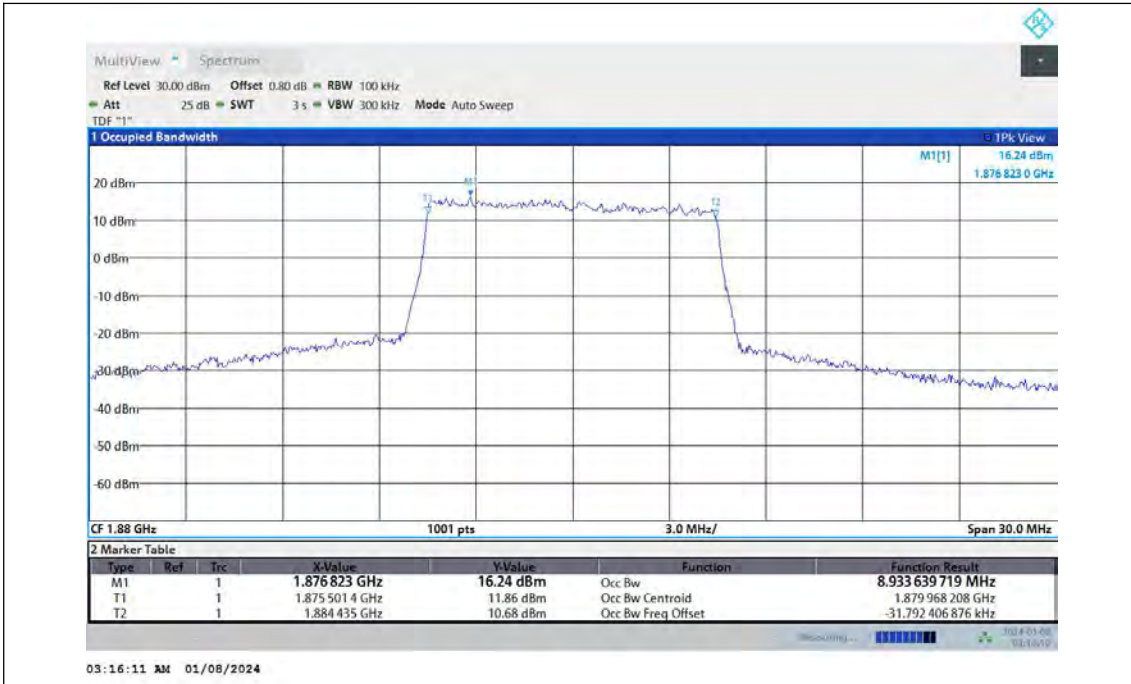 MultiView Spectrum
Ref Level 30.00 dBm Offset 0.80 dB RBW 100 kHz
Att 25 dB SWT 3 s VBW 300 kHz Mode Auto Sweep
TDF "1"
1 Occupied Bandwidth 1Pk View
M1[1] 16.24 dBm
1.876 823 0 GHz
20 dBm
M1
T1
T2
10 dBm
0 dBm
-10 dBm
-20 dBm
-30 dBm
-40 dBm
-50 dBm
-60 dBm
CF 1.88 GHz 1001 pts 3.0 MHz/ Span 30.0 MHz
2 Marker Table
Type Ref Trc X-Value Y-Value Function Function Result
M1 1 1.876 823 GHz 16.24 dBm Occ Bw 8.933 639 719 MHz
T1 1 1.875 501 4 GHz 11.86 dBm Occ Bw Centroid 1.879 968 208 GHz
T2 1 1.884 435 GHz 10.68 dBm Occ Bw Freq Offset -31.792 406 876 kHz
Measuring...
2024-01-08
03:16:11 AM 01/08/2024